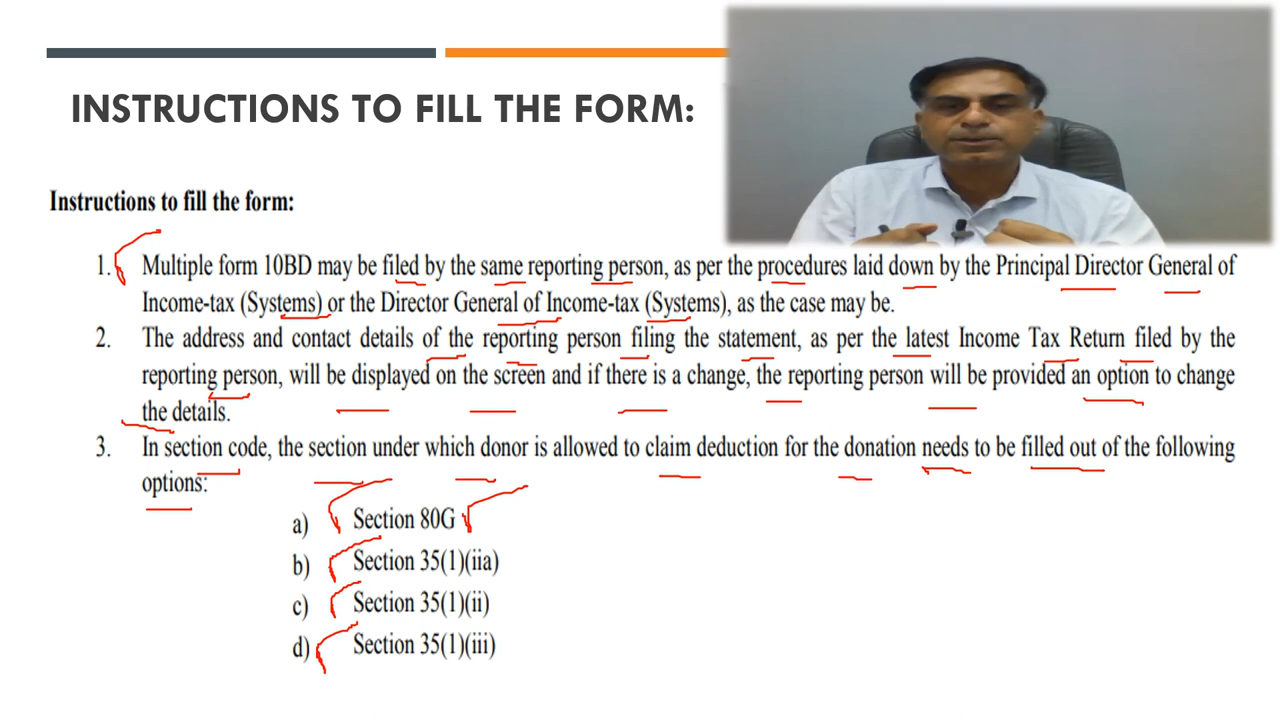 INSTRUCTIONS TO FILL THE FORM:
Instructions to fill the form:
1. Multiple form 10BD may be filed by the same reporting person, as per the procedures laid down by the Principal Director General of
Income-tax (Systems) or the Director General of Income-tax (Systems), as the case may be.
2. The address and contact details of the reporting person filing the statement, as per the latest Income Tax Return filed by the
reporting person, will be displayed on the screen and if there is a change, the reporting person will be provided an option to change
the details.
3. In section code, the section under which donor is allowed to claim deduction for the donation needs to be filled out of the following
options:
a) Section 80G
b) Section 35(1)(iia)
c) Section 35(1)(ii)
d) Section 35(1)(iii)